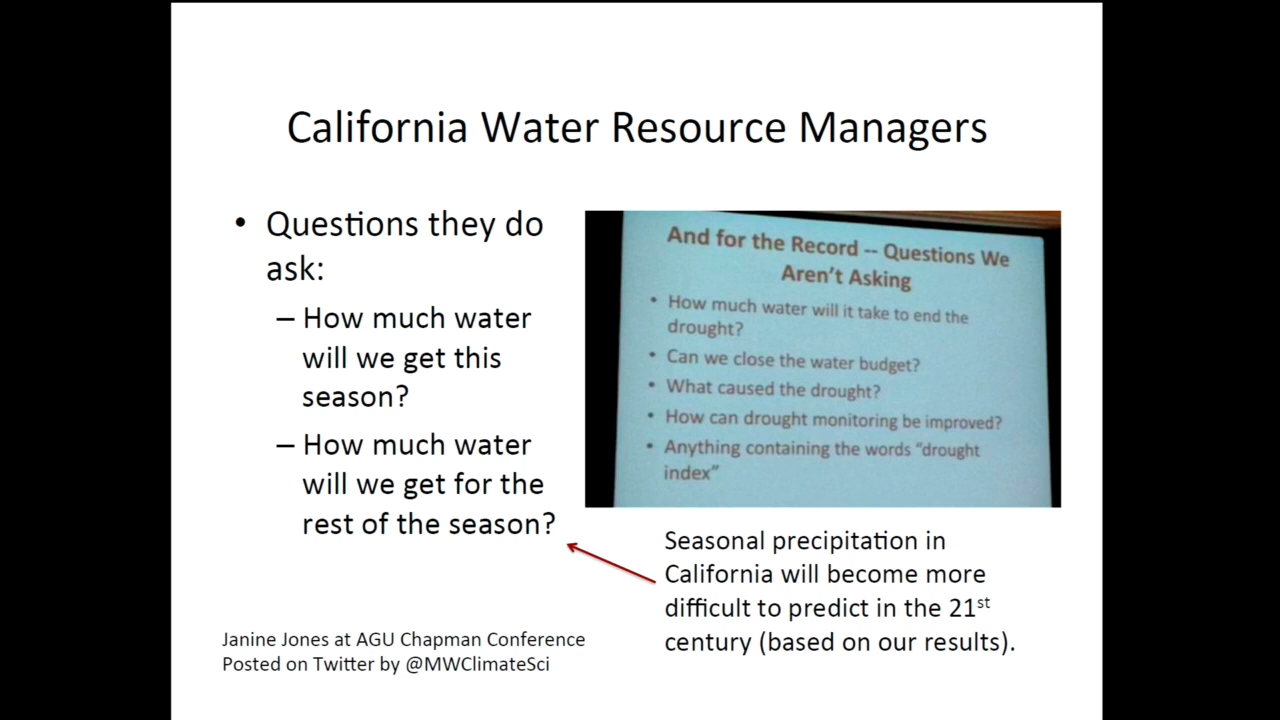 California Water Resource Managers
• Questions they do
ask:
– How much water
will we get this
season?
– How much water
will we get for the
rest of the season?
And for the Record -- Questions We
Aren't Asking
• How much water will it take to end the
drought?
• Can we close the water budget?
• What caused the drought?
• How can drought monitoring be improved?
• Anything containing the words “drought
index”
Seasonal precipitation in
California will become more
difficult to predict in the 21st
century (based on our results).
Janine Jones at AGU Chapman Conference
Posted on Twitter by @MWClimateSci